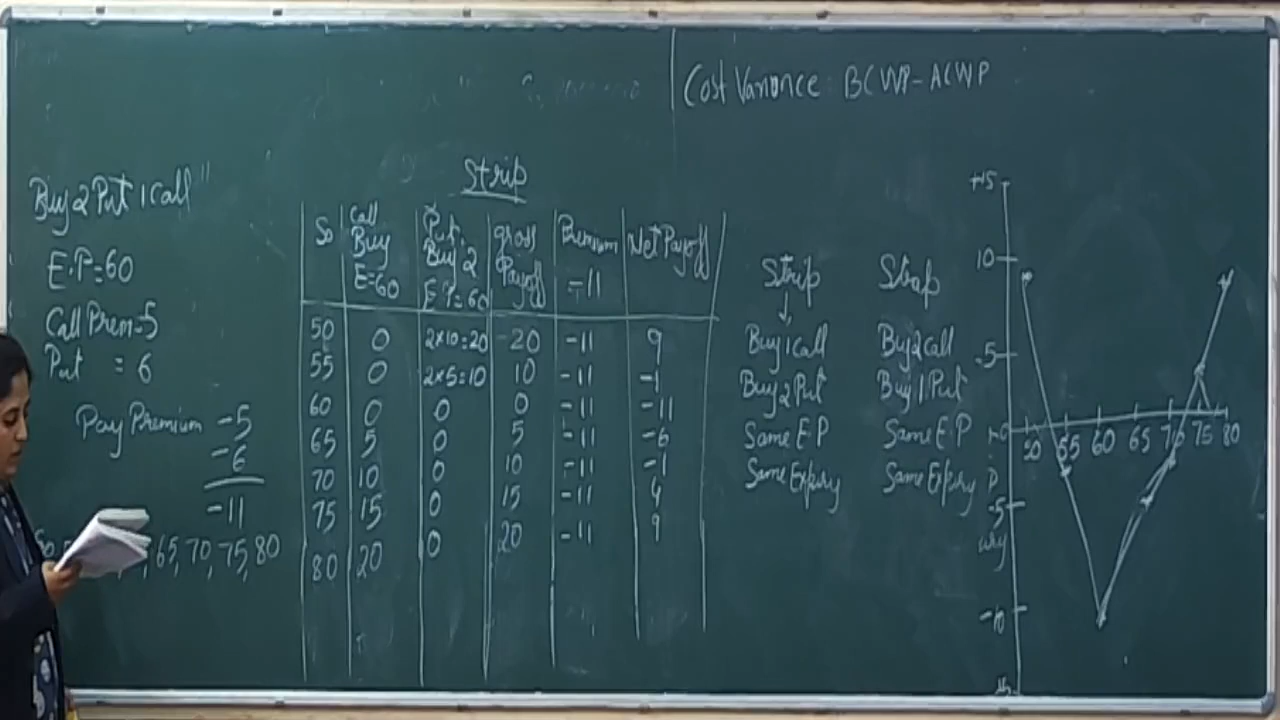 Cost Variance: BCWP-ACWP
Buy 2 Put 1 Call"
E.P=60
Call Prem-5
Put = 6
Pay Premium -5
-6
-11
65, 70, 75, 80
Strip
So | Call Buy E=60 | Put. Buy 2 E.P=60 | Gross Payoff | Premium -11 | Net Payoff
50 | 0 | 2×10=20 | 20 | -11 | 9
55 | 0 | 2×5=10 | 10 | -11 | -1
60 | 0 | 0 | 0 | -11 | -11
65 | 5 | 0 | 5 | -11 | -6
70 | 10 | 0 | 10 | -11 | -1
75 | 15 | 0 | 15 | -11 | 4
80 | 20 | 0 | 20 | -11 | 9
Strip Strap
Buy 1 Call Buy 2 Call
Buy 2 Put Buy 1 Put
Same E P Same E P
Same Expiry Same Expiry
+15
10
5
50 55 60 65 70 75 80
-5
-10